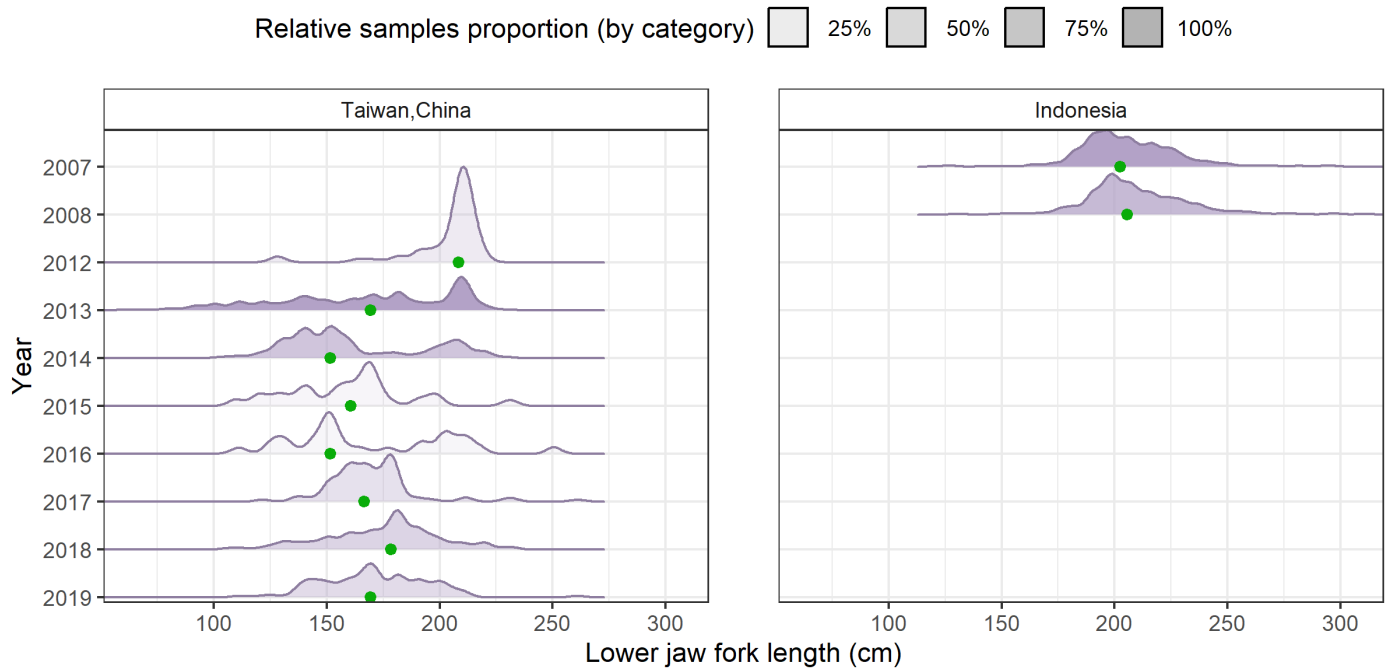 Relative samples proportion (by category) 25% 50% 75% 100%
Taiwan,China
Indonesia
Year
2007
2008
2012
2013
2014
2015
2016
2017
2018
2019
100 150 200 250 300
100 150 200 250 300
Lower jaw fork length (cm)